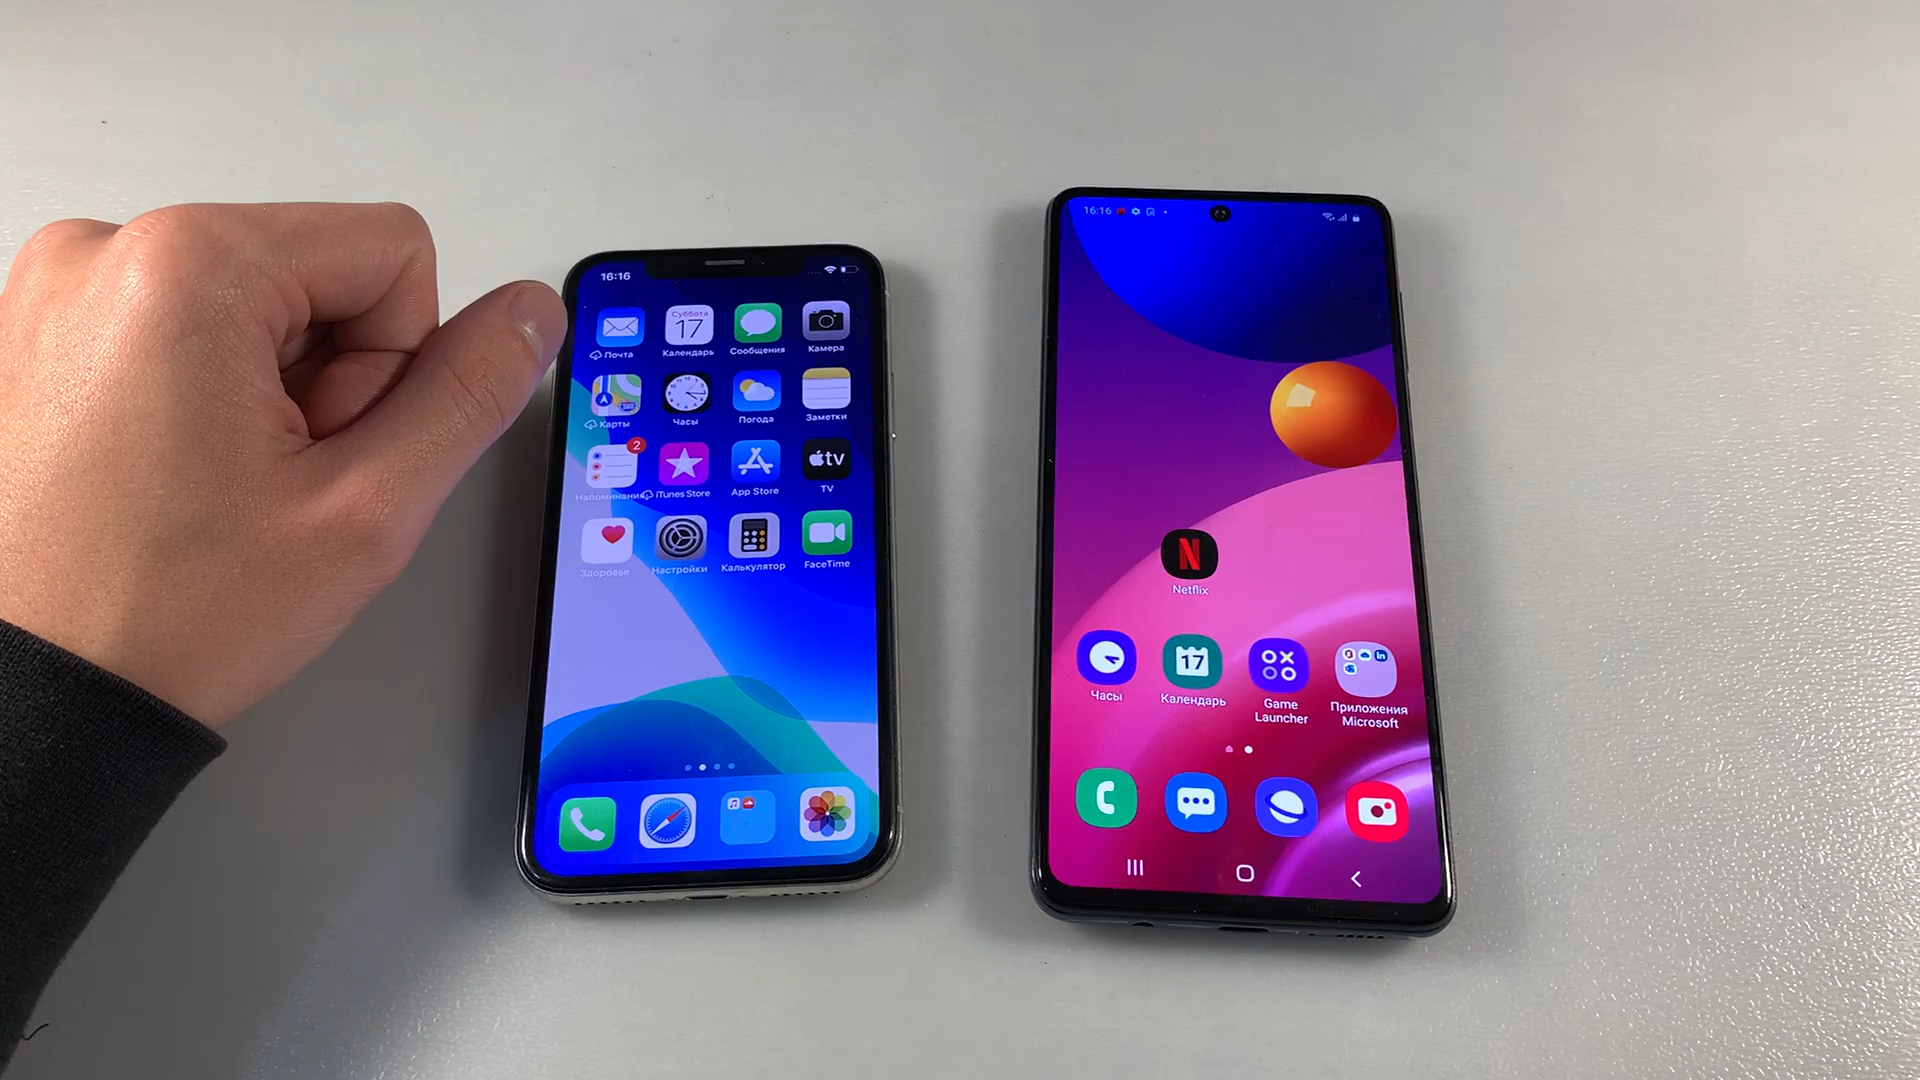 16:16
Суббота
17
Почта
Календарь
Сообщения
Камера
Карты
Часы
Погода
Заметки
2
Напоминания
iTunes Store
App Store
tv
TV
Здоровье
Настройки
Калькулятор
FaceTime
16:16
N
Netflix
17
Часы
Календарь
Game
Launcher
Приложения
Microsoft